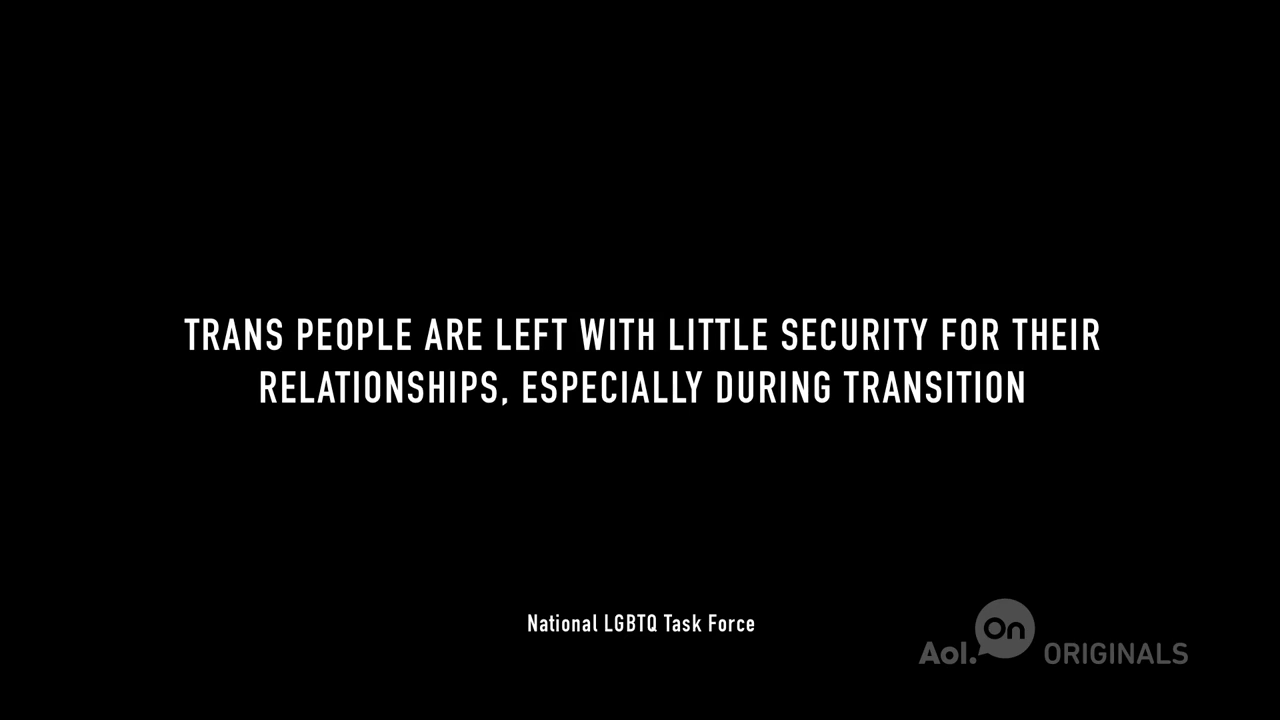 TRANS PEOPLE ARE LEFT WITH LITTLE SECURITY FOR THEIR
RELATIONSHIPS, ESPECIALLY DURING TRANSITION
National LGBTQ Task Force
Aol. On ORIGINALS